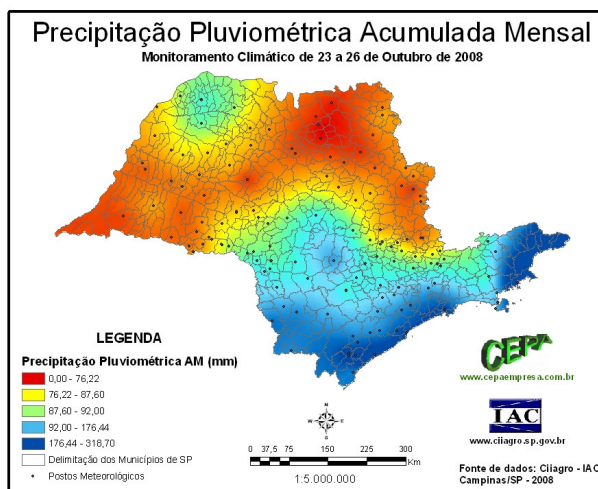 Precipitação Pluviométrica Acumulada Mensal
Monitoramento Climático de 23 a 26 de Outubro de 2008
LEGENDA
Precipitação Pluviométrica AM (mm)
0,00 - 76,22
76,22 - 87,60
87,60 - 92,00
92,00 - 176,44
176,44 - 318,70
Delimitação dos Municípios de SP
Postos Meteorológicos
N
W E
S
0 37,5 75 150 225 300
Km
1:5.000.000
CEPA
www.cepaempresa.com.br
IAC
www.ciiagro.sp.gov.br
Fonte de dados: Ciiagro - IAC
Campinas/SP - 2008